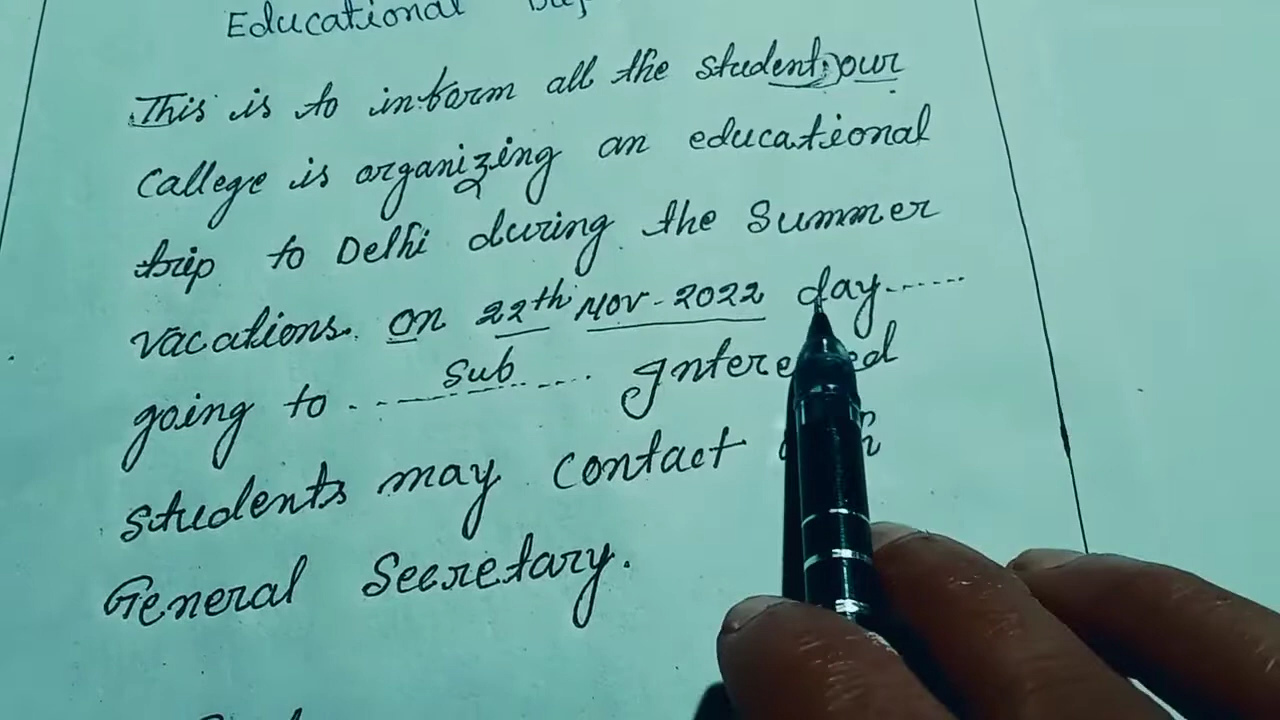 Educational
This is to inform all the student, our
College is organizing an educational
trip to Delhi during the Summer
vacations. On 22th Nov-2022 day......
going to ... Sub ..... Interested
students may contact
General Secretary.